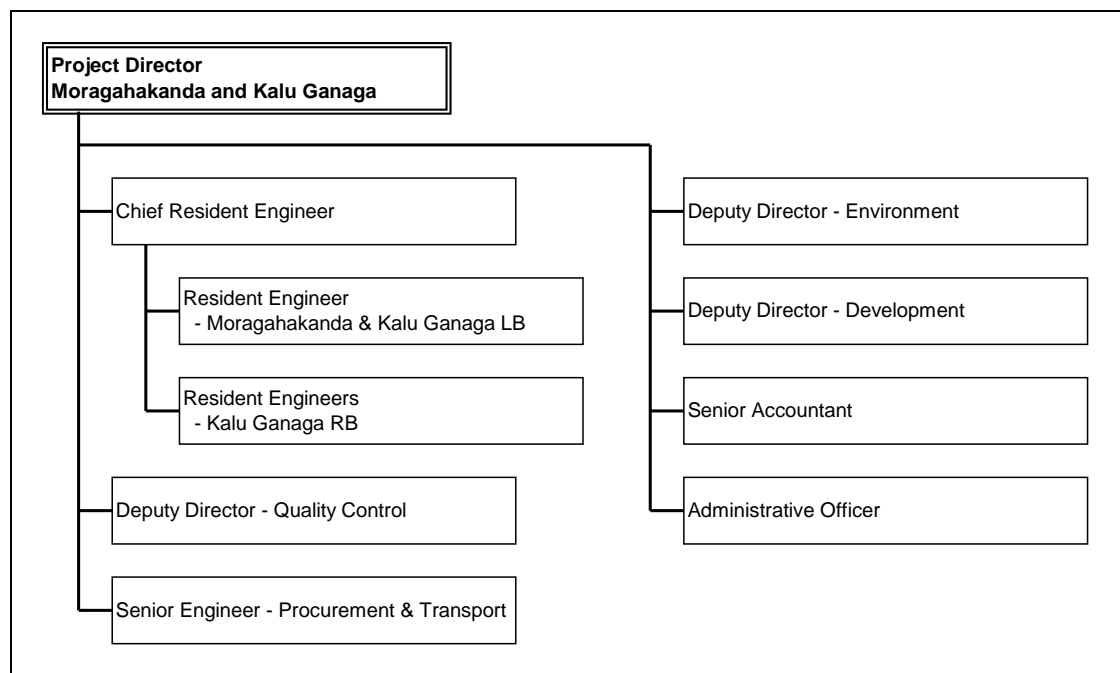 Project Director
Moragahakanda and Kalu Ganaga
Chief Resident Engineer
Resident Engineer
- Moragahakanda & Kalu Ganaga LB
Resident Engineers
- Kalu Ganaga RB
Deputy Director - Quality Control
Senior Engineer - Procurement & Transport
Deputy Director - Environment
Deputy Director - Development
Senior Accountant
Administrative Officer